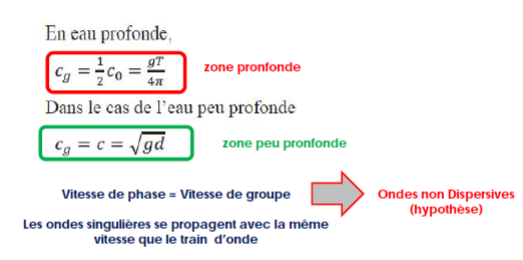 En eau profonde,
c_g = \frac{1}{2} c_0 = \frac{gT}{4\pi}
zone pronfonde
Dans le cas de l'eau peu profonde
c_g = c = \sqrt{gd}
zone peu pronfonde
Vitesse de phase = Vitesse de groupe
Ondes non Dispersives
(hypothèse)
Les ondes singulières se propagent avec la même
vitesse que le train d'onde